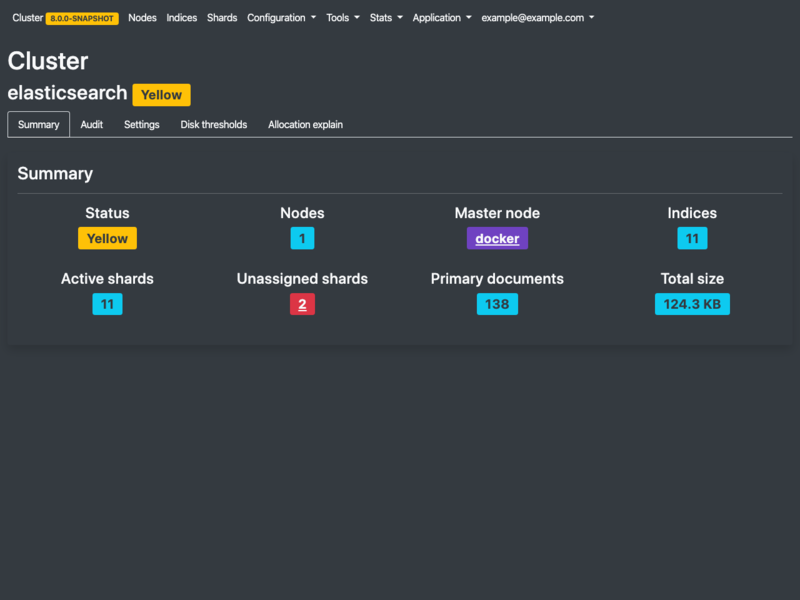 Cluster 8.0.0-SNAPSHOT Nodes Indices Shards Configuration Tools Stats Application example@example.com
Cluster
elasticsearch Yellow
Summary Audit Settings Disk thresholds Allocation explain
Summary
Status Nodes Master node Indices
Yellow 1 docker 11
Active shards Unassigned shards Primary documents Total size
11 2 138 124.3 KB